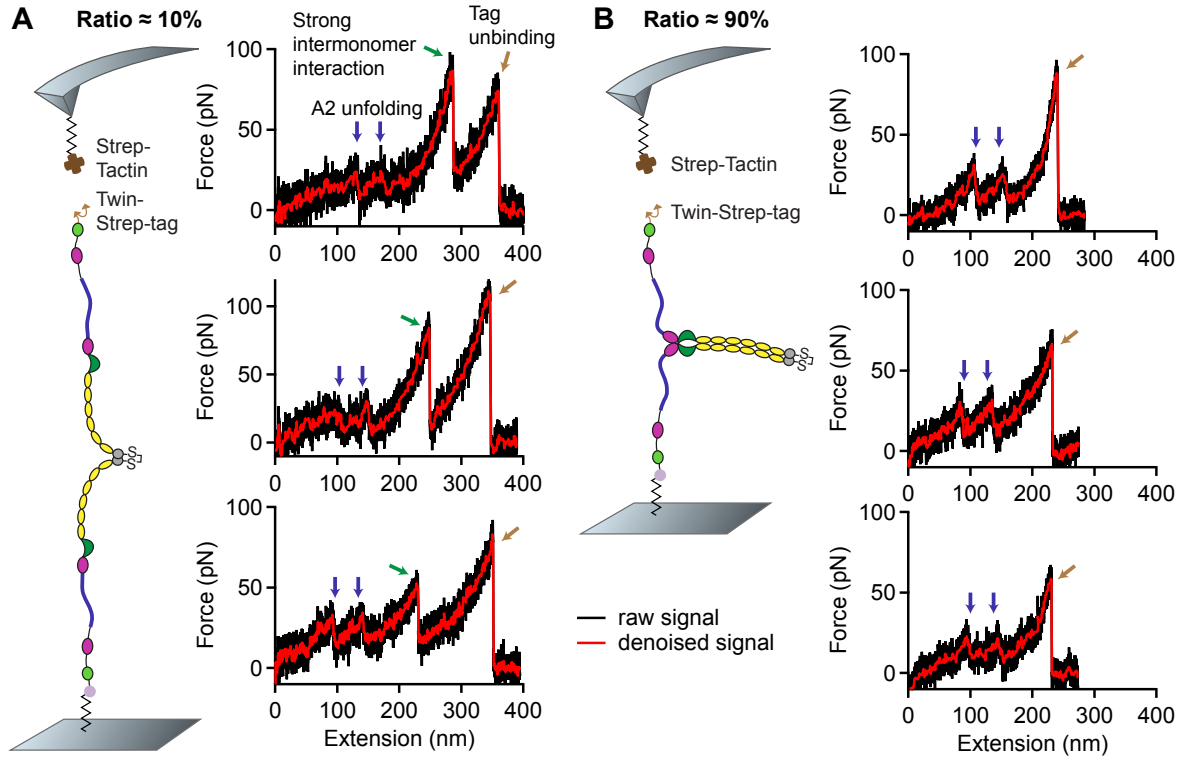 A
Ratio ≈ 10%
Strep-
Tactin
Twin-
Strep-tag
S
S
Strong
intermonomer
interaction
Tag
unbinding
A2 unfolding
Force (pN)
100
50
0
0 100 200 300 400
Force (pN)
100
50
0
0 100 200 300 400
Force (pN)
100
50
0
0 100 200 300 400
Extension (nm)
B
Ratio ≈ 90%
Strep-Tactin
Twin-Strep-tag
S
S
raw signal
denoised signal
Force (pN)
100
50
0
0 100 200 300 400
Force (pN)
100
50
0
0 100 200 300 400
Force (pN)
100
50
0
0 100 200 300 400
Extension (nm)